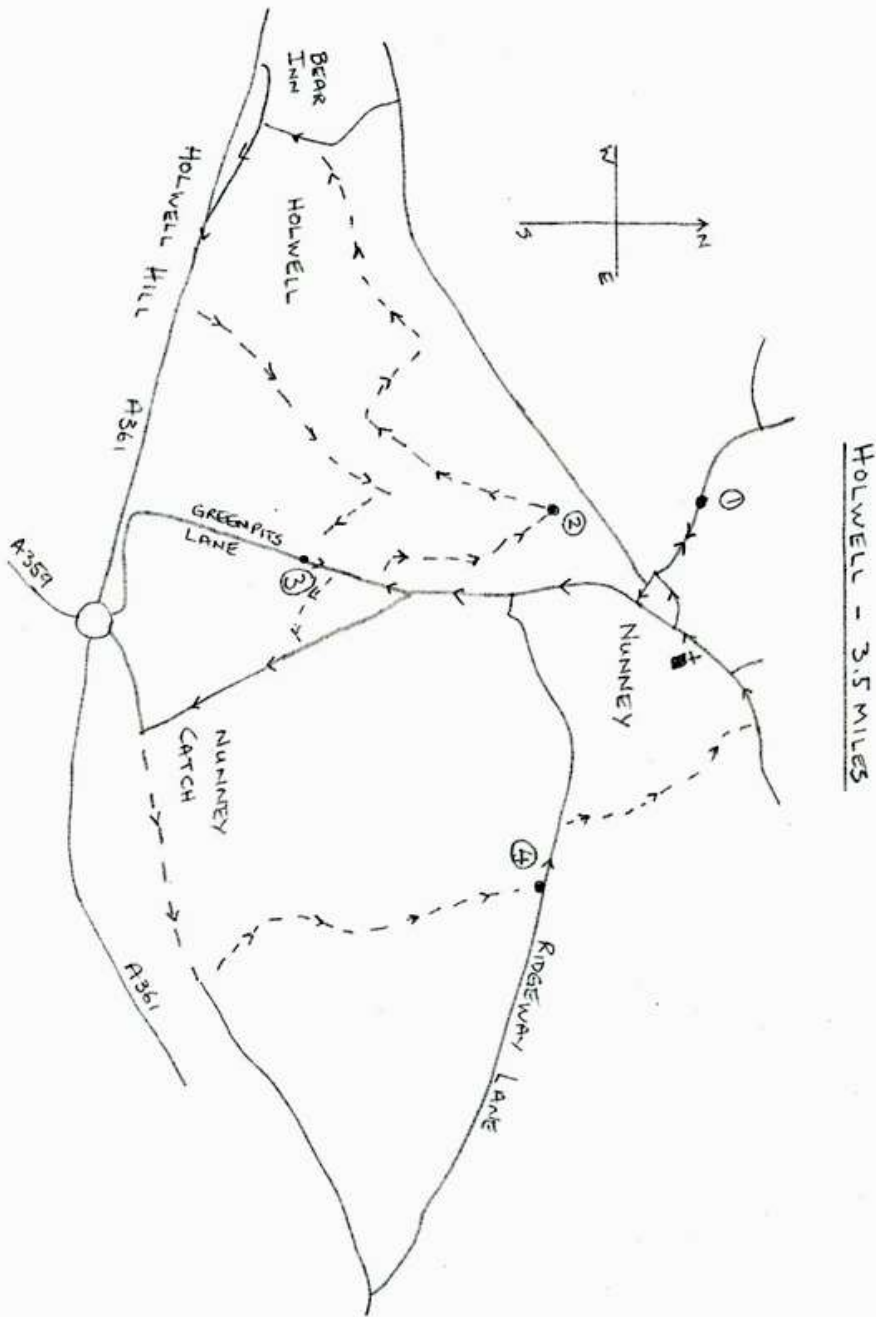 HOLWELL - 3.5 MILES
N
W
E
S
①
②
NUNNEY
BEAR
INN
HOLWELL
HOLWELL HILL
A361
GREENPITS
LANE
③
A359
NUNNEY
CATCH
④
RIDGEWAY LANE
A361